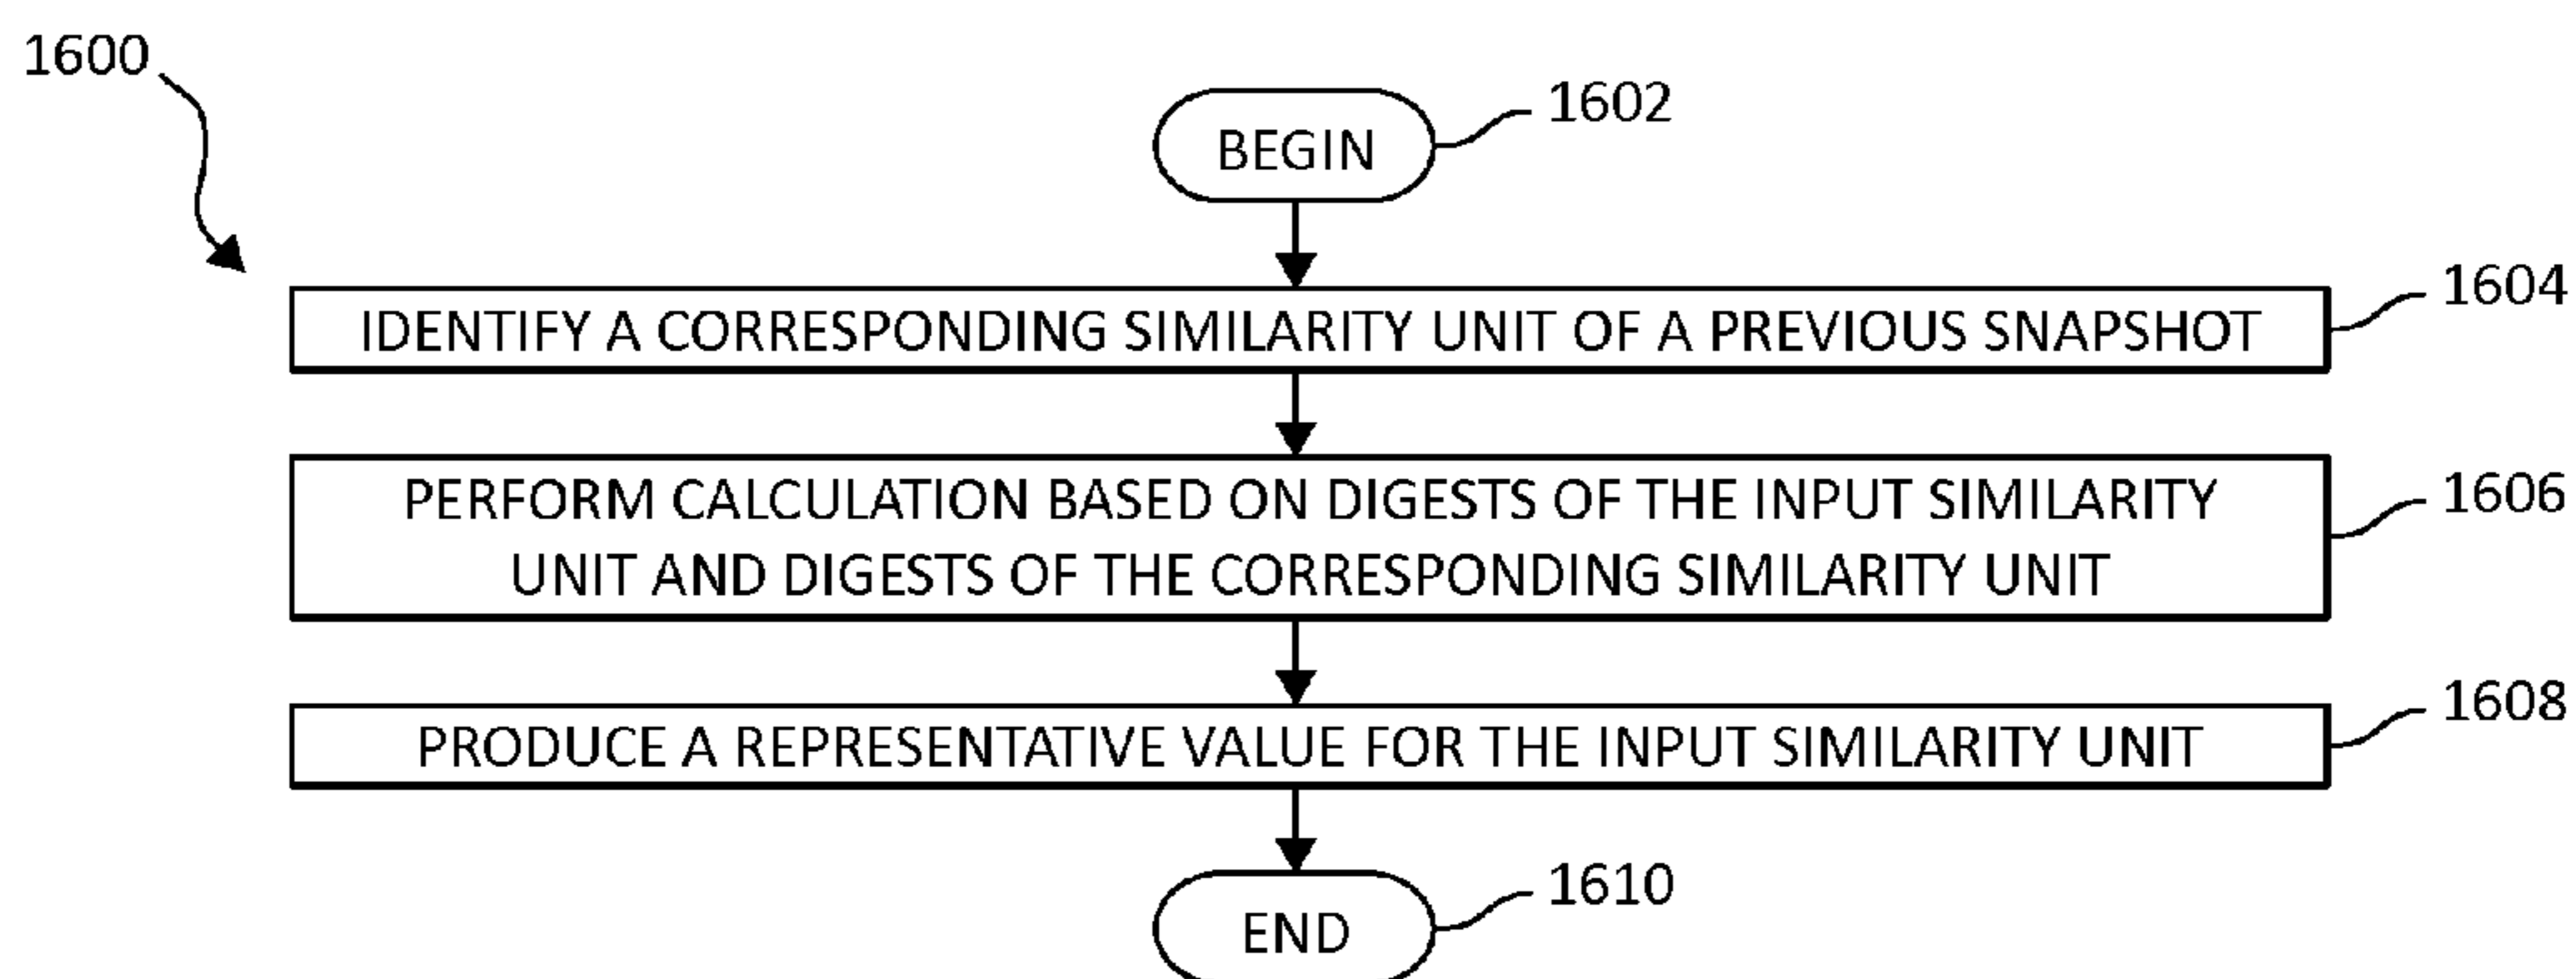 1600
BEGIN
1602
IDENTIFY A CORRESPONDING SIMILARITY UNIT OF A PREVIOUS SNAPSHOT
1604
PERFORM CALCULATION BASED ON DIGESTS OF THE INPUT SIMILARITY
UNIT AND DIGESTS OF THE CORRESPONDING SIMILARITY UNIT
1606
PRODUCE A REPRESENTATIVE VALUE FOR THE INPUT SIMILARITY UNIT
1608
END
1610